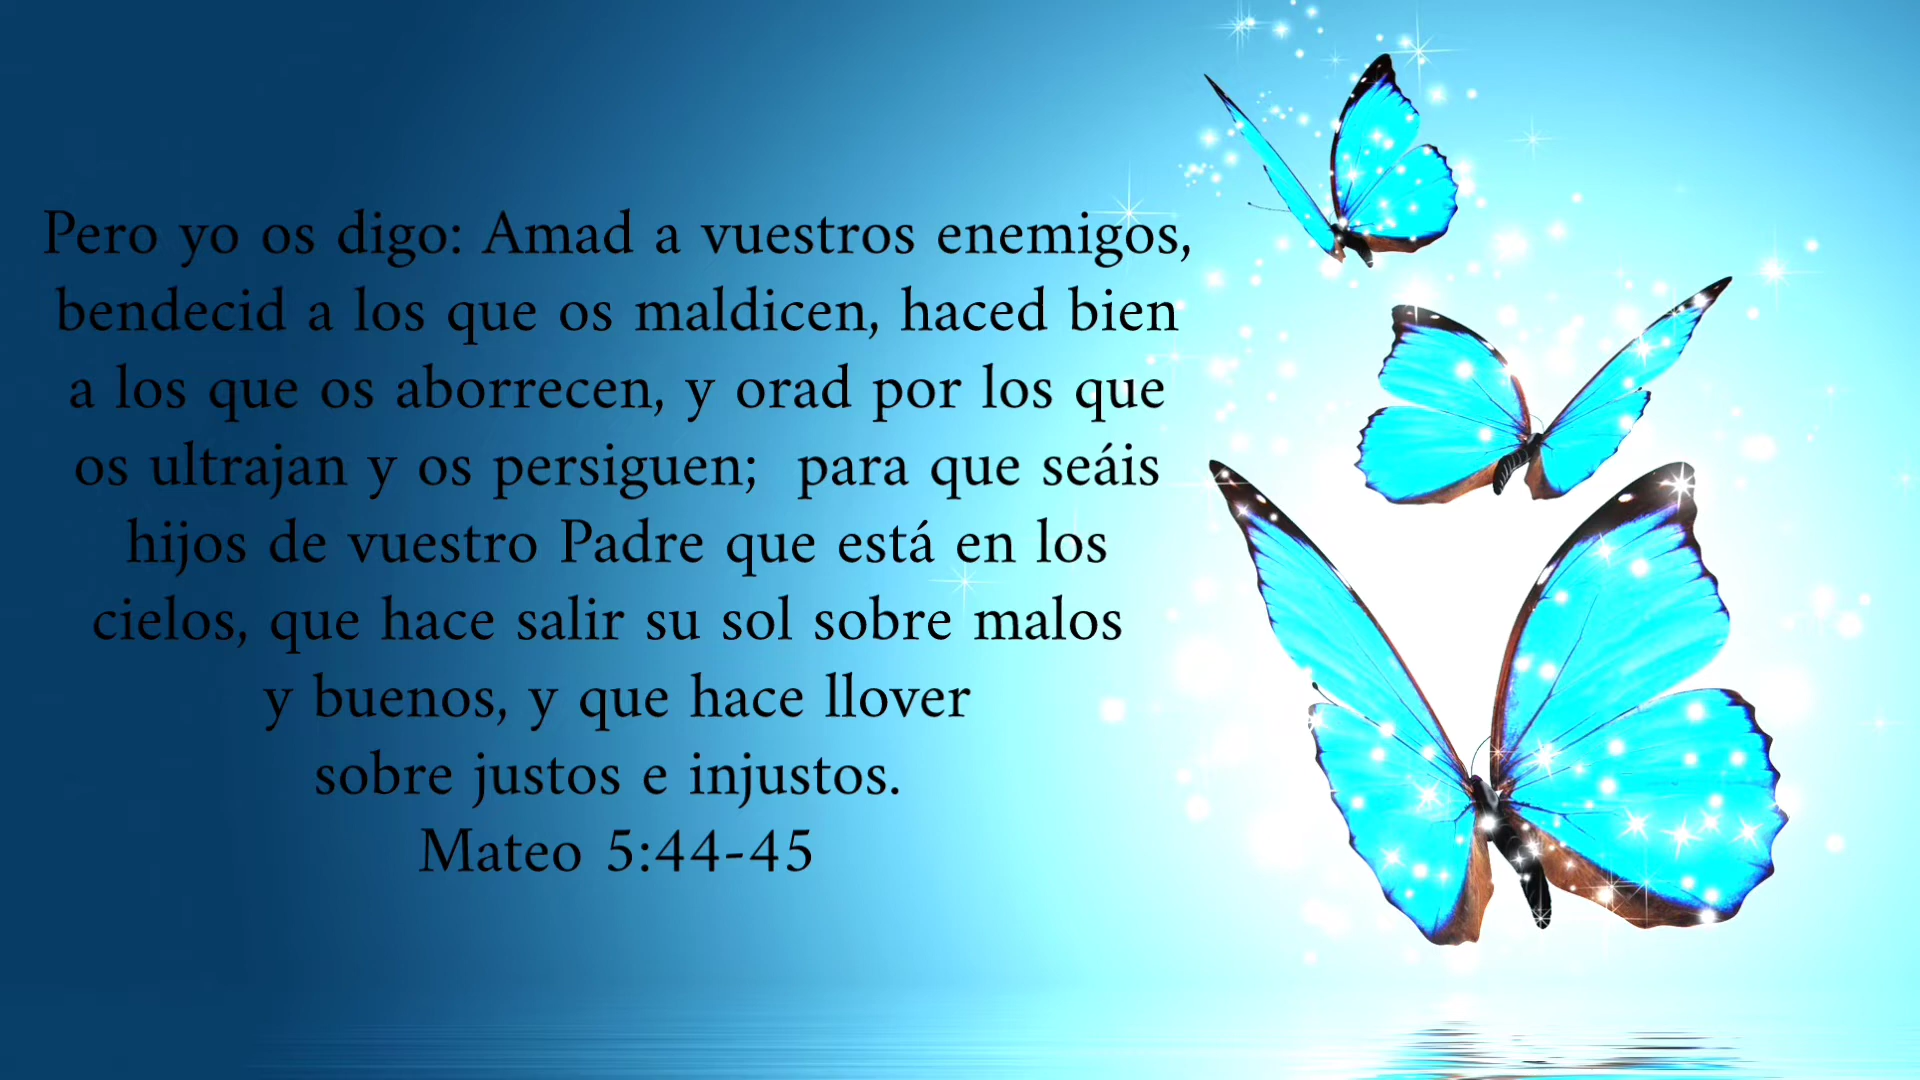 Pero yo os digo: Amad a vuestros enemigos,
bendecid a los que os maldicen, haced bien
a los que os aborrecen, y orad por los que
os ultrajan y os persiguen;  para que seáis
hijos de vuestro Padre que está en los
cielos, que hace salir su sol sobre malos
y buenos, y que hace llover
sobre justos e injustos.
Mateo 5:44-45